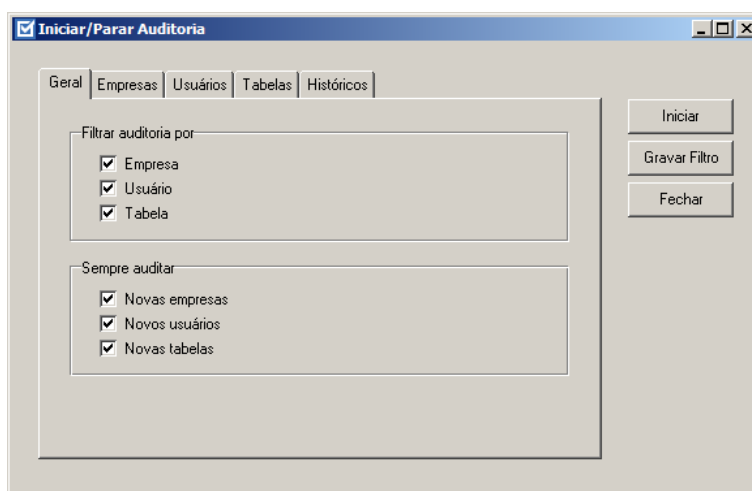 Iniciar/Parar Auditoria
Geral Empresas Usuários Tabelas Históricos
Filtrar auditoria por
Empresa
Usuário
Tabela
Sempre auditar
Novas empresas
Novos usuários
Novas tabelas
Iniciar
Gravar Filtro
Fechar